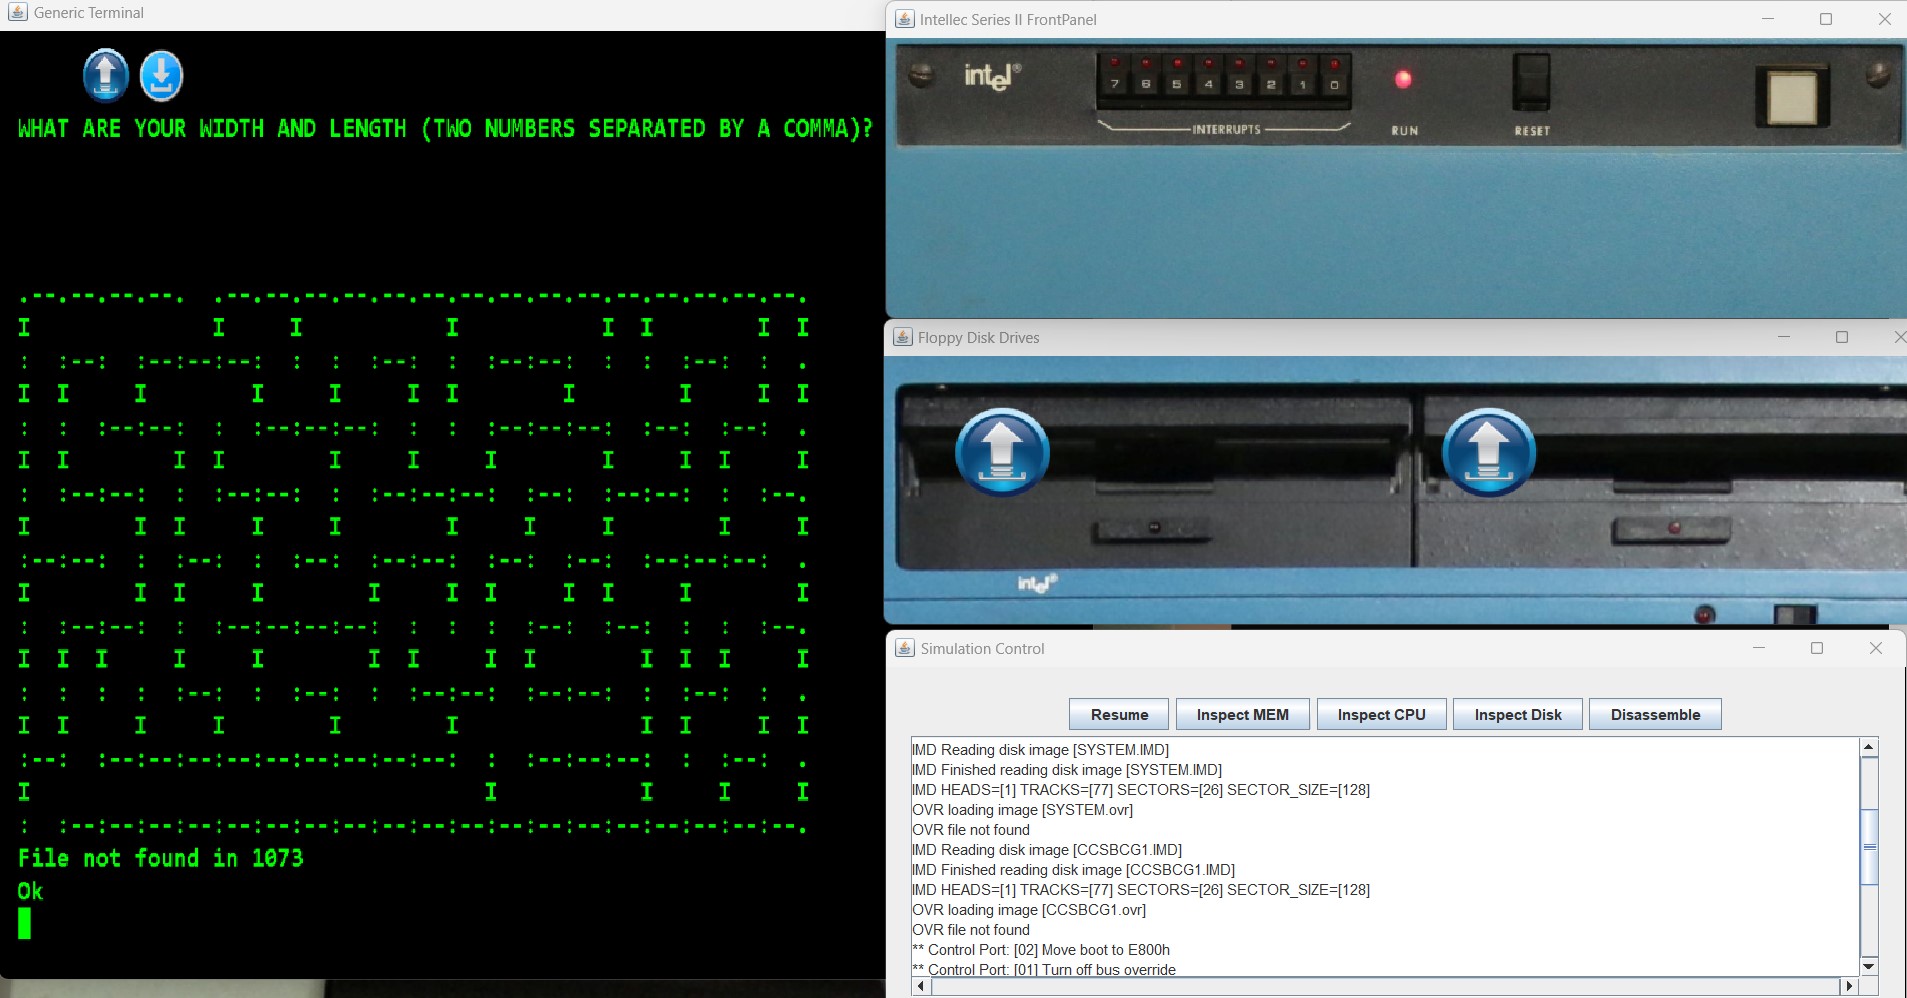 Generic Terminal
WHAT ARE YOUR WIDTH AND LENGTH (TWO NUMBERS SEPARATED BY A COMMA)?
.--.--.--.--.  .--.--.--.--.--.--.--.--.--.--.--.--.--.--.--.
I              I     I           I           I  I        I  I
:  :--:  :--:--:--:  :  :  :--:  :  :--:--:  :  :  :--:  :  .
I  I     I        I     I     I  I        I        I     I  I
:  :  :--:--:  :  :--:--:--:  :  :  :--:--:--:  :--:  :--:  .
I  I        I  I        I     I     I        I     I  I     I
:  :--:--:  :  :--:--:  :--:--:--:  :--:  :--:--:  :  :--.
I        I  I     I     I        I     I     I        I     I
:--:--:  :  :--:  :--:  :--:--:  :--:  :--:  :--:--:--:  .
I        I  I     I        I     I  I     I  I     I        I
:  :--:--:  :  :--:--:--:--:  :  :  :  :--:  :--:  :  :  :--.
I  I  I     I     I        I  I     I  I        I  I  I     I
:  :  :  :  :--:  :  :--:  :  :--:--:  :--:--:  :  :--:  :  .
I  I     I     I        I        I              I  I     I  I
:--:  :--:--:--:--:--:--:--:--:--:  :  :--:--:--:  :  :--:  .
I                                   I           I     I     I
:  :--:--:--:--:--:--:--:--:--:--:--:--:--:--:--:--:--:--:--.
File not found in 1073
Ok
Intellec Series II FrontPanel
intel®
7 6 5 4 3 2 1 0
INTERRUPTS
RUN
RESET
Floppy Disk Drives
intel®
Simulation Control
Resume
Inspect MEM
Inspect CPU
Inspect Disk
Disassemble
IMD Reading disk image [SYSTEM.IMD]
IMD Finished reading disk image [SYSTEM.IMD]
IMD HEADS=[1] TRACKS=[77] SECTORS=[26] SECTOR_SIZE=[128]
OVR loading image [SYSTEM.ovr]
OVR file not found
IMD Reading disk image [CCSBCG1.IMD]
IMD Finished reading disk image [CCSBCG1.IMD]
IMD HEADS=[1] TRACKS=[77] SECTORS=[26] SECTOR_SIZE=[128]
OVR loading image [CCSBCG1.ovr]
OVR file not found
** Control Port: [02] Move boot to E800h
** Control Port: [01] Turn off bus override